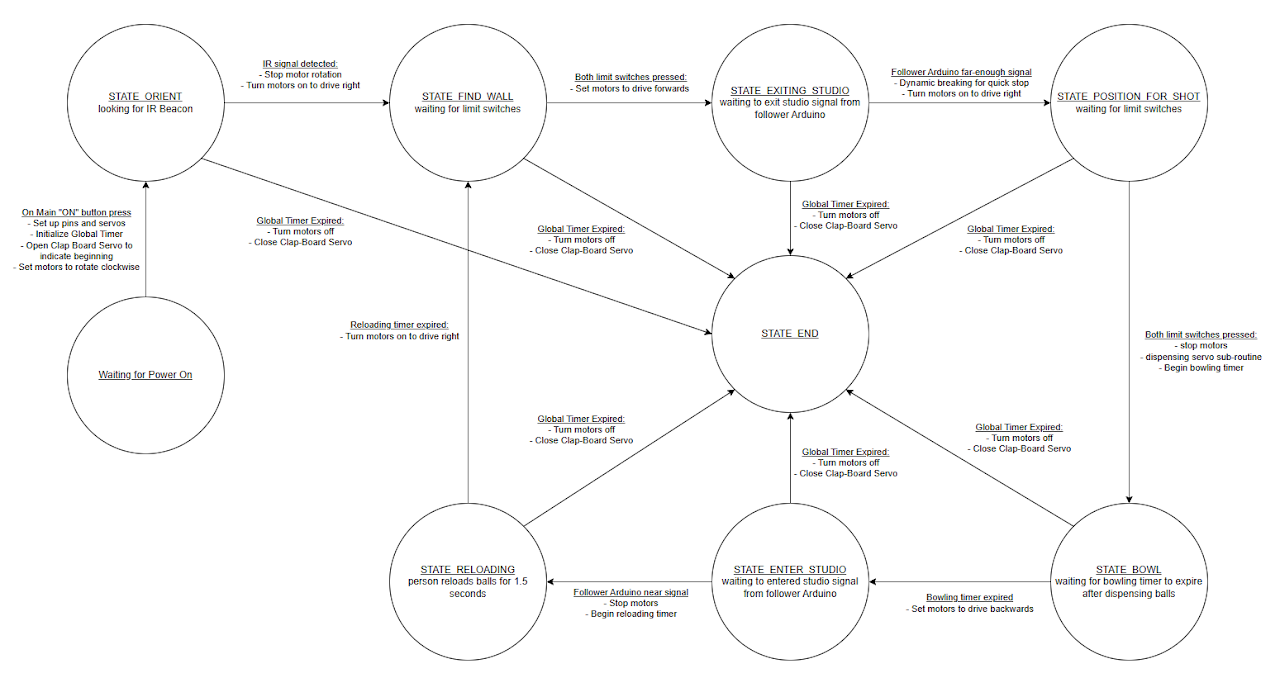 STATE_ORIENT
looking for IR Beacon
IR signal detected:
- Stop motor rotation
- Turn motors on to drive right
STATE_FIND_WALL
waiting for limit switches
Both limit switches pressed:
- Set motors to drive forwards
STATE_EXITING_STUDIO
waiting to exit studio signal from
follower Arduino
Follower Arduino far-enough signal
- Dynamic breaking for quick stop
- Turn motors on to drive right
STATE_POSITION_FOR_SHOT
waiting for limit switches
On Main "ON" button press
- Set up pins and servos
- Initialize Global Timer
- Open Clap Board Servo to
indicate beginning
- Set motors to rotate clockwise
Global Timer Expired:
- Turn motors off
- Close Clap-Board Servo
Global Timer Expired:
- Turn motors off
- Close Clap-Board Servo
Global Timer Expired:
- Turn motors off
- Close Clap-Board Servo
Global Timer Expired:
- Turn motors off
- Close Clap-Board Servo
Reloading timer expired:
- Turn motors on to drive right
STATE_END
Both limit switches pressed:
- stop motors
- dispensing servo sub-routine
- Begin bowling timer
Waiting for Power On
Global Timer Expired:
- Turn motors off
- Close Clap-Board Servo
Global Timer Expired:
- Turn motors off
- Close Clap-Board Servo
Global Timer Expired:
- Turn motors off
- Close Clap-Board Servo
STATE_RELOADING
person reloads balls for 1.5
seconds
Follower Arduino near signal
- Stop motors
- Begin reloading timer
STATE_ENTER_STUDIO
waiting to entered studio signal
from follower Arduino
Bowling timer expired
- Set motors to drive backwards
STATE_BOWL
waiting for bowling timer to expire
after dispensing balls